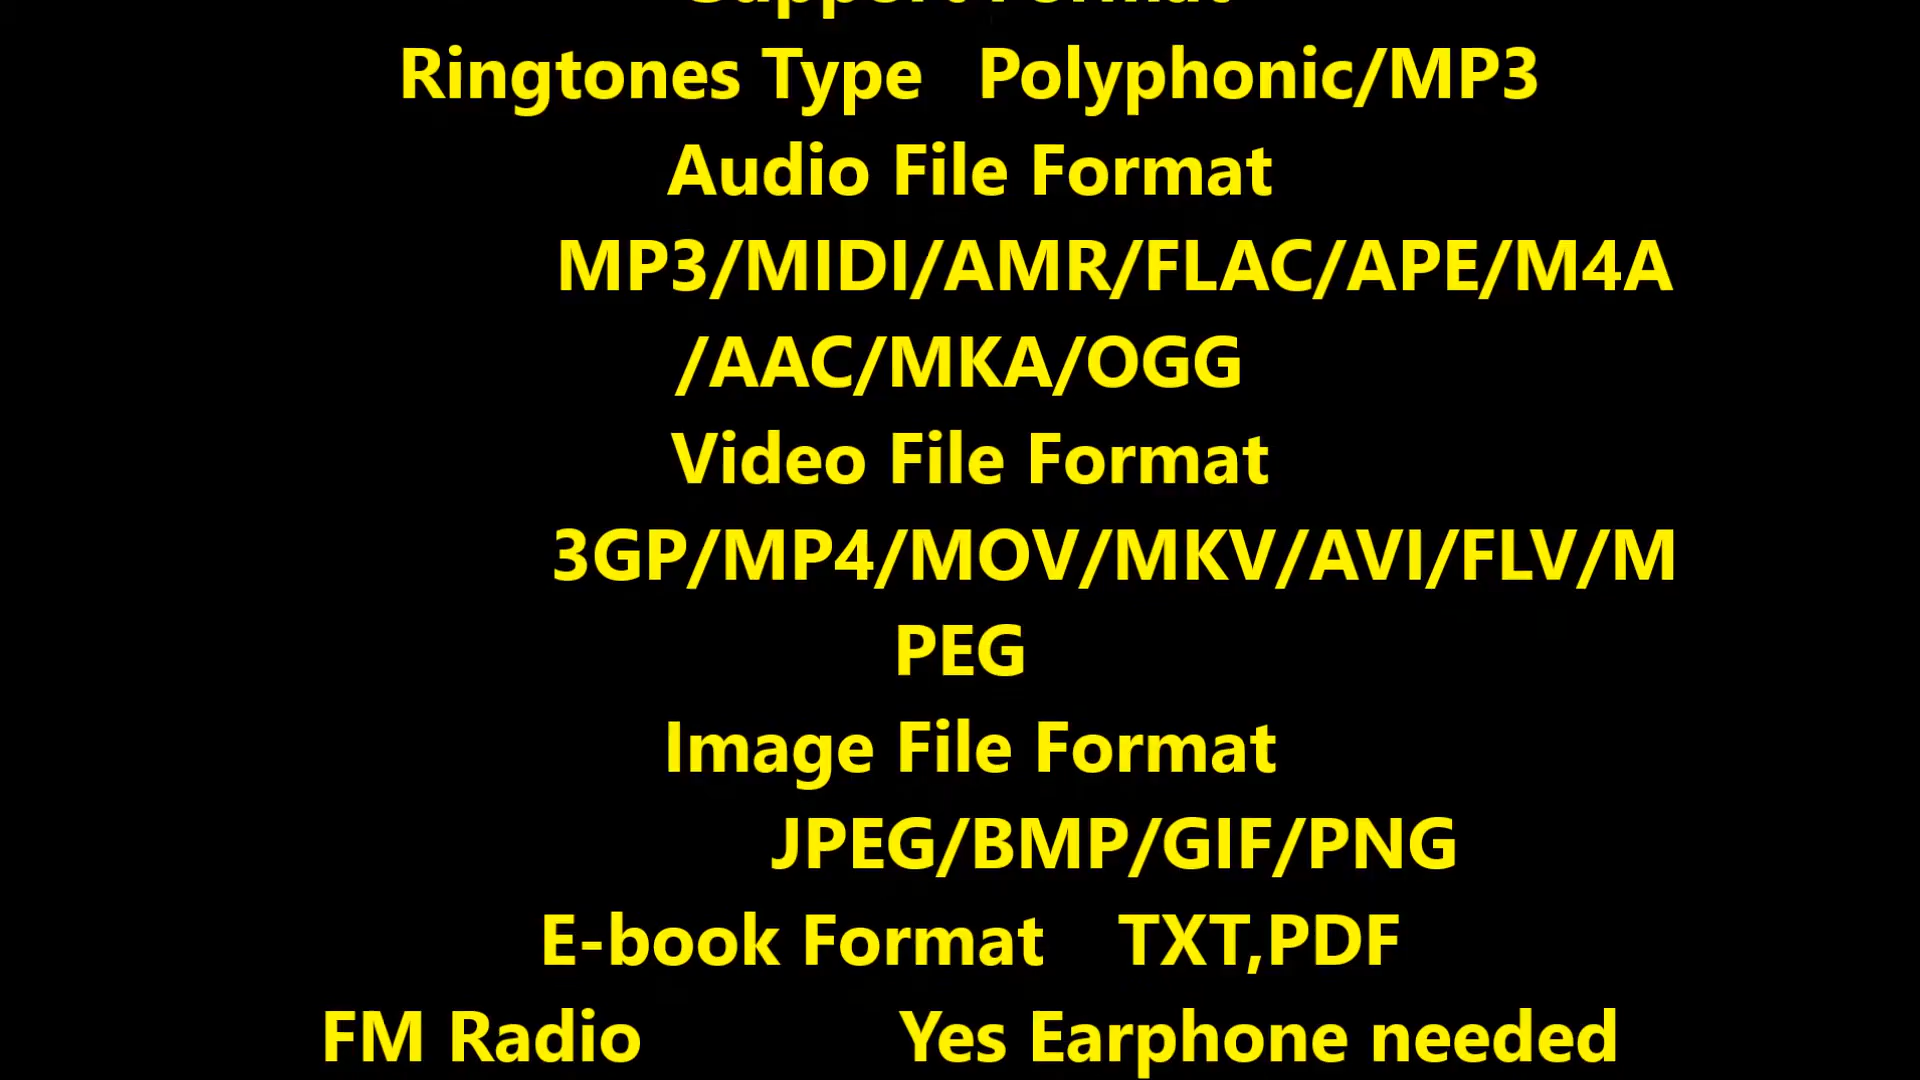 Support Format
Ringtones Type Polyphonic/MP3
Audio File Format
MP3/MIDI/AMR/FLAC/APE/M4A
/AAC/MKA/OGG
Video File Format
3GP/MP4/MOV/MKV/AVI/FLV/M
PEG
Image File Format
JPEG/BMP/GIF/PNG
E-book Format TXT,PDF
FM Radio Yes Earphone needed